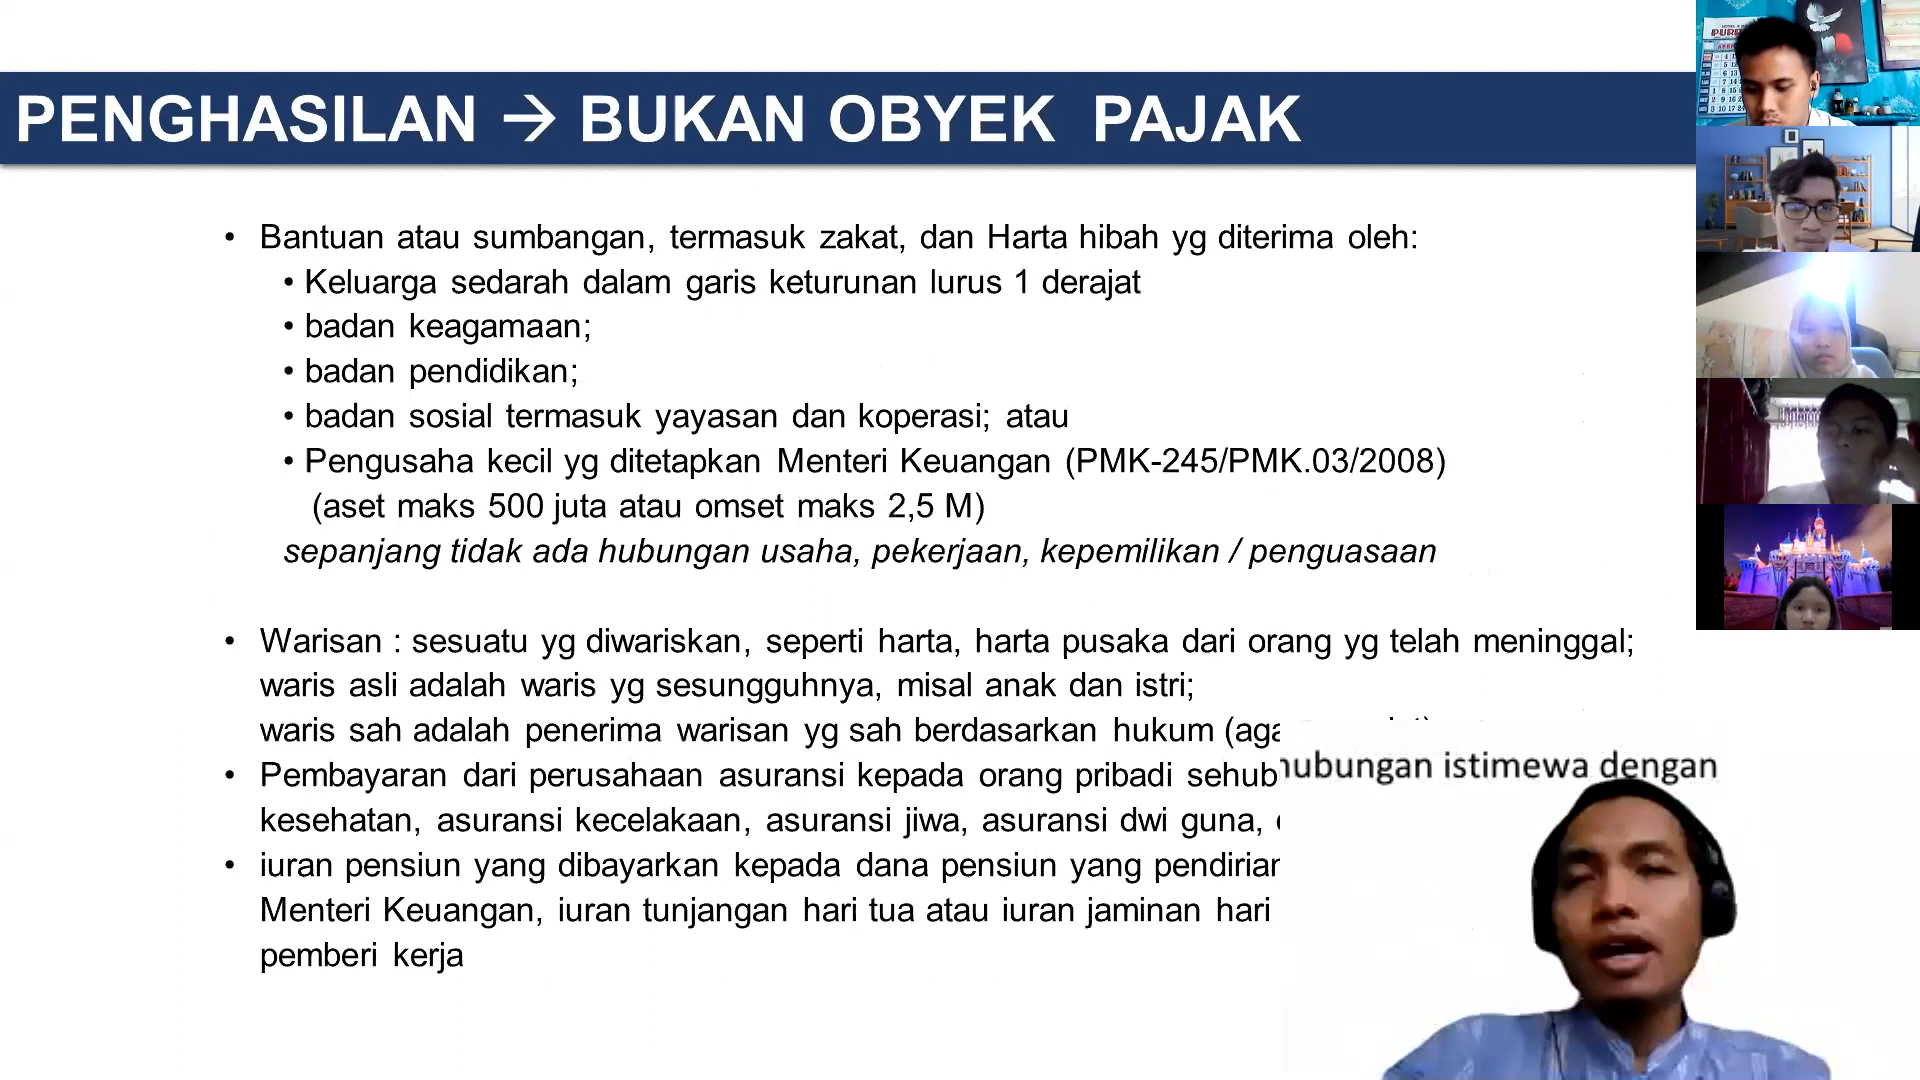 PENGHASILAN → BUKAN OBYEK PAJAK
• Bantuan atau sumbangan, termasuk zakat, dan Harta hibah yg diterima oleh:
• Keluarga sedarah dalam garis keturunan lurus 1 derajat
• badan keagamaan;
• badan pendidikan;
• badan sosial termasuk yayasan dan koperasi; atau
• Pengusaha kecil yg ditetapkan Menteri Keuangan (PMK-245/PMK.03/2008)
(aset maks 500 juta atau omset maks 2,5 M)
sepanjang tidak ada hubungan usaha, pekerjaan, kepemilikan / penguasaan
• Warisan : sesuatu yg diwariskan, seperti harta, harta pusaka dari orang yg telah meninggal;
waris asli adalah waris yg sesungguhnya, misal anak dan istri;
waris sah adalah penerima warisan yg sah berdasarkan hukum
• Pembayaran dari perusahaan asuransi kepada orang pribadi
kesehatan, asuransi kecelakaan, asuransi jiwa, asuransi dwi guna,
• iuran pensiun yang dibayarkan kepada dana pensiun yang
Menteri Keuangan, iuran tunjangan hari tua atau iuran jaminan hari
pemberi kerja
hubungan istimewa dengan